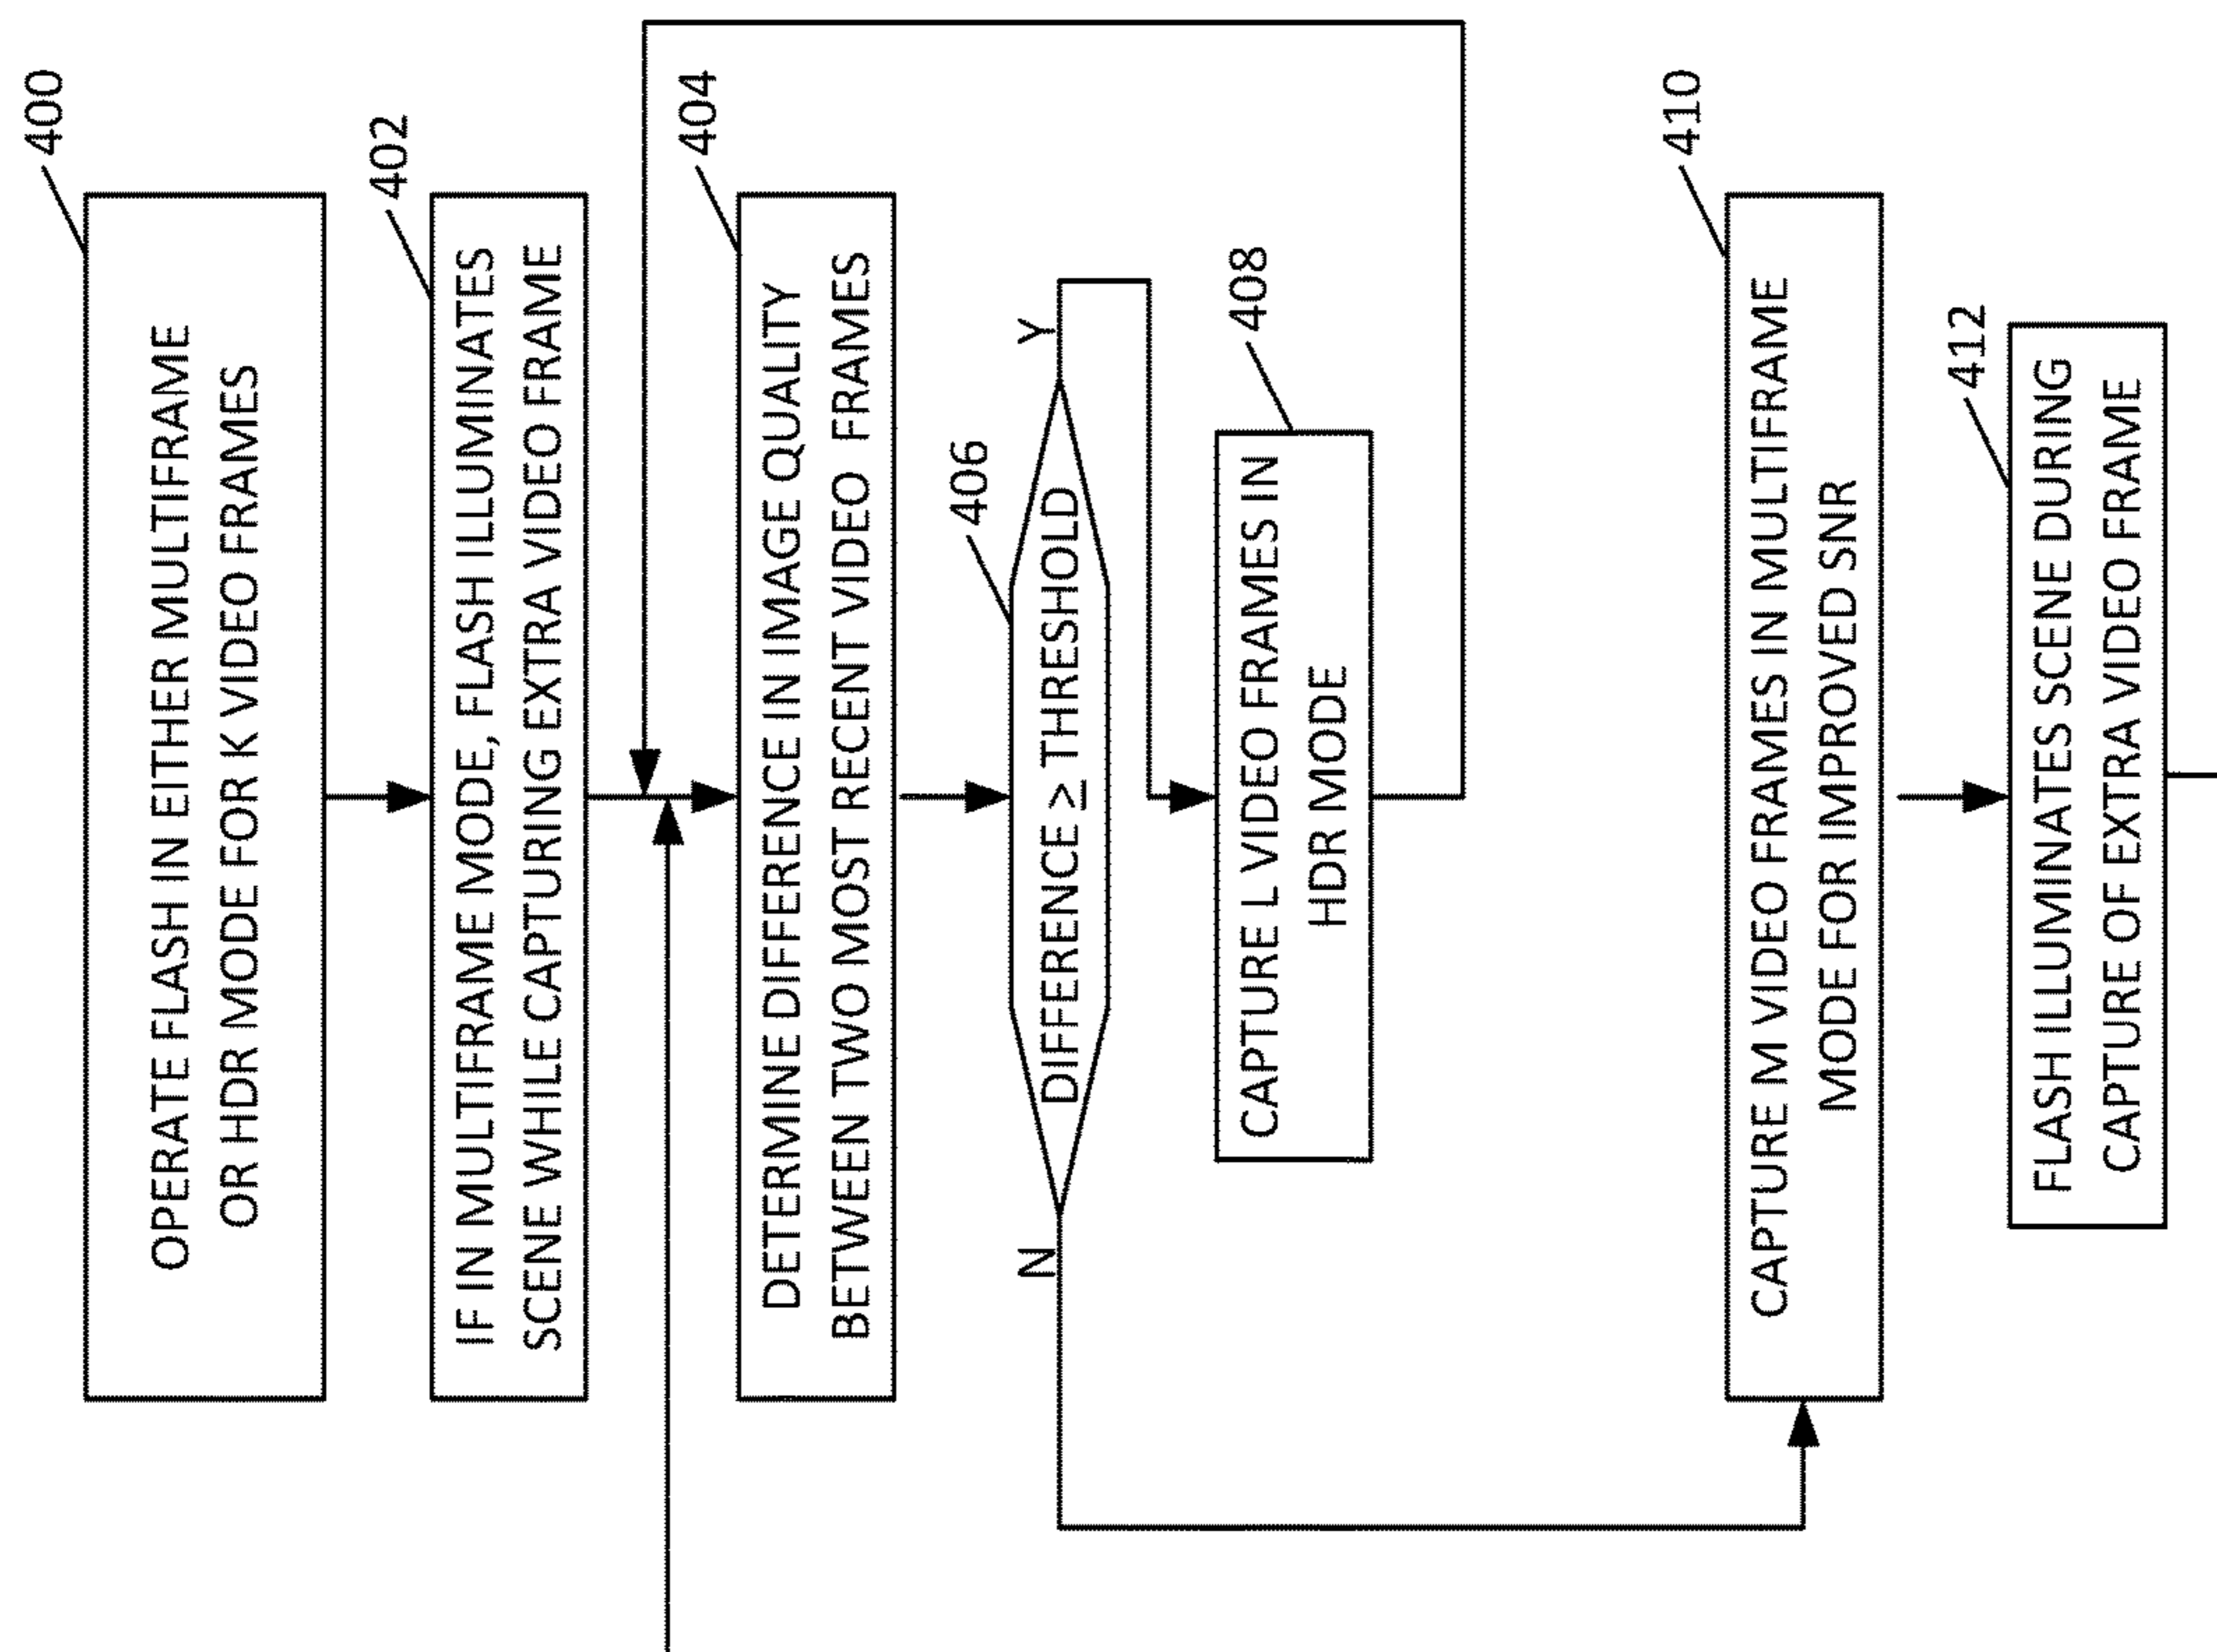 400
OPERATE FLASH IN EITHER MULTIFRAME
OR HDR MODE FOR K VIDEO FRAMES
402
IF IN MULTIFRAME MODE, FLASH ILLUMINATES
SCENE WHILE CAPTURING EXTRA VIDEO FRAME
404
DETERMINE DIFFERENCE IN IMAGE QUALITY
BETWEEN TWO MOST RECENT VIDEO FRAMES
406
N
DIFFERENCE ≥ THRESHOLD
Y
408
CAPTURE L VIDEO FRAMES IN
HDR MODE
410
CAPTURE M VIDEO FRAMES IN MULTIFRAME
MODE FOR IMPROVED SNR
412
FLASH ILLUMINATES SCENE DURING
CAPTURE OF EXTRA VIDEO FRAME